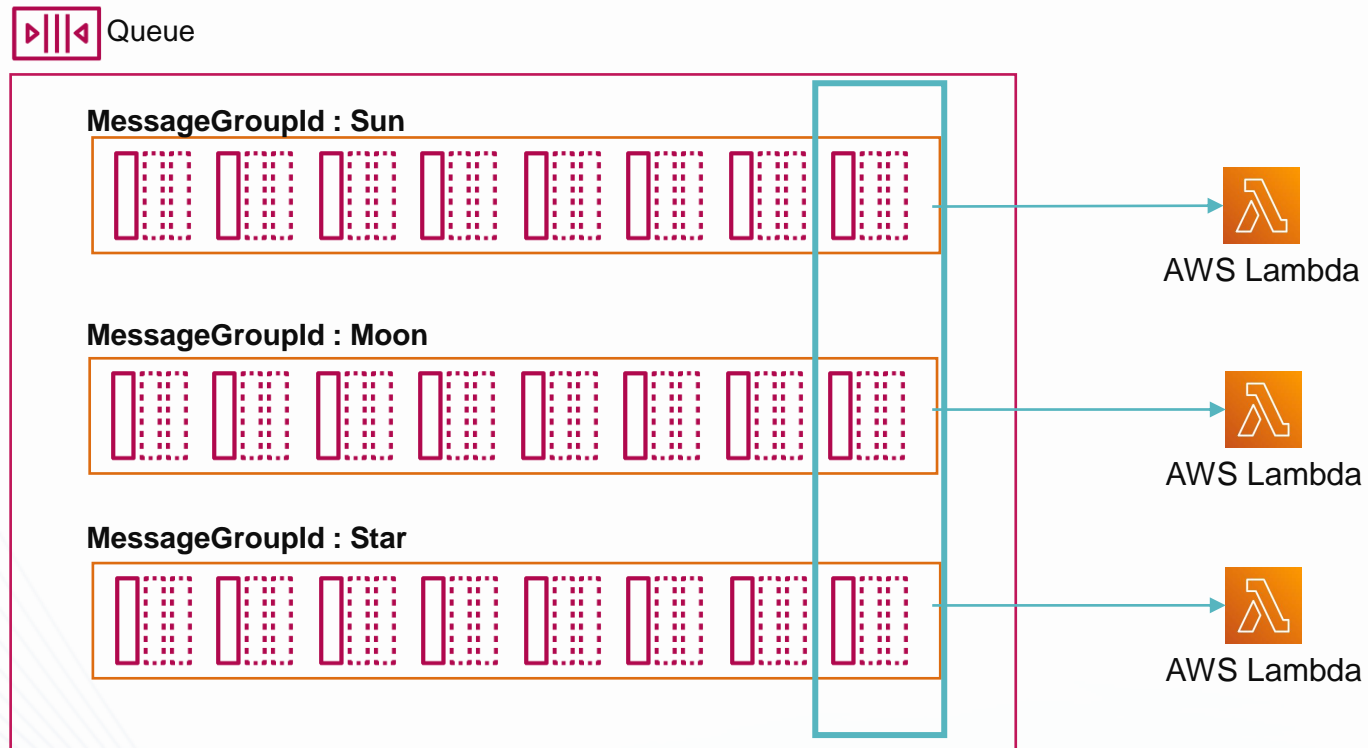 Queue
MessageGroupId : Sun
AWS Lambda
MessageGroupId : Moon
AWS Lambda
MessageGroupId : Star
AWS Lambda